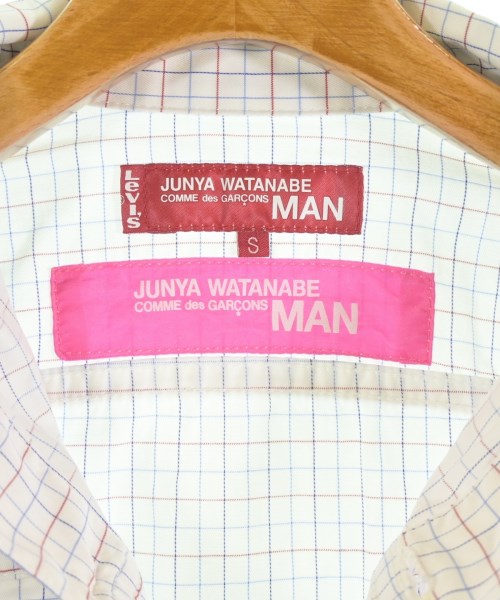 Levi's
JUNYA WATANABE
COMME des GARÇONS MAN
S
JUNYA WATANABE
COMME des GARÇONS MAN